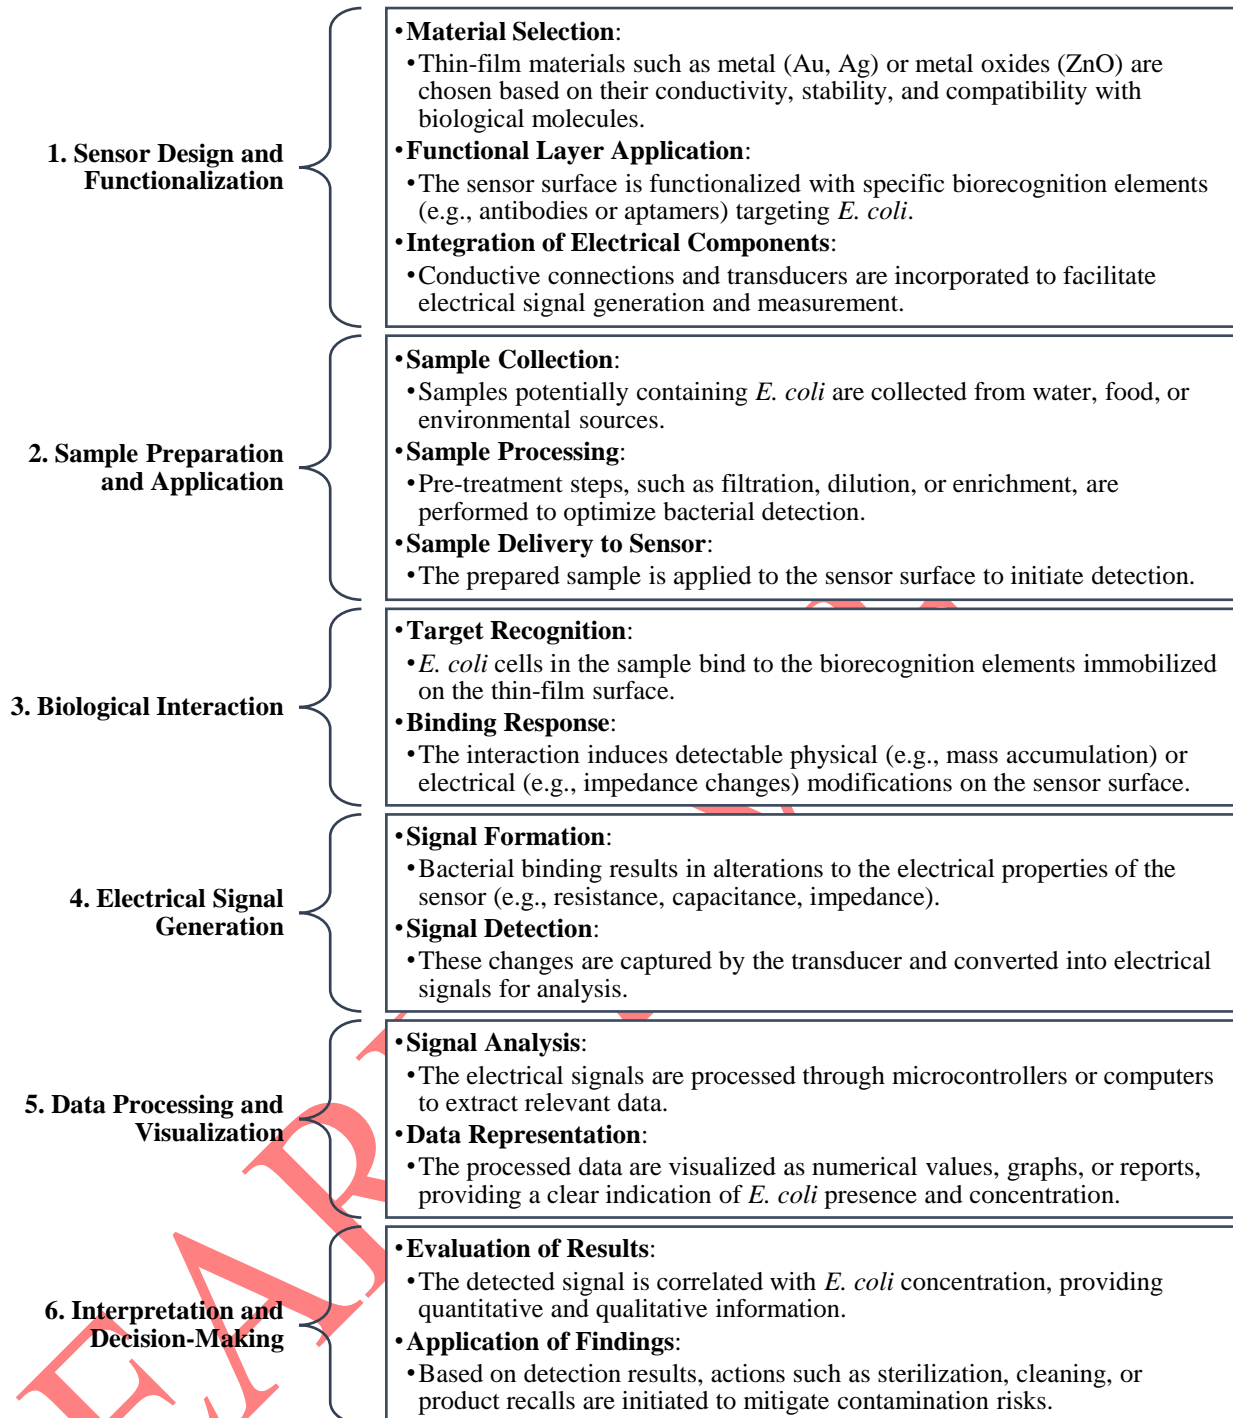 1. Sensor Design and
Functionalization
•Material Selection:
•Thin-film materials such as metal (Au, Ag) or metal oxides (ZnO) are
chosen based on their conductivity, stability, and compatibility with
biological molecules.
•Functional Layer Application:
•The sensor surface is functionalized with specific biorecognition elements
(e.g., antibodies or aptamers) targeting E. coli.
•Integration of Electrical Components:
•Conductive connections and transducers are incorporated to facilitate
electrical signal generation and measurement.
2. Sample Preparation
and Application
•Sample Collection:
•Samples potentially containing E. coli are collected from water, food, or
environmental sources.
•Sample Processing:
•Pre-treatment steps, such as filtration, dilution, or enrichment, are
performed to optimize bacterial detection.
•Sample Delivery to Sensor:
•The prepared sample is applied to the sensor surface to initiate detection.
3. Biological Interaction
•Target Recognition:
•E. coli cells in the sample bind to the biorecognition elements immobilized
on the thin-film surface.
•Binding Response:
•The interaction induces detectable physical (e.g., mass accumulation) or
electrical (e.g., impedance changes) modifications on the sensor surface.
4. Electrical Signal
Generation
•Signal Formation:
•Bacterial binding results in alterations to the electrical properties of the
sensor (e.g., resistance, capacitance, impedance).
•Signal Detection:
•These changes are captured by the transducer and converted into electrical
signals for analysis.
5. Data Processing and
Visualization
•Signal Analysis:
•The electrical signals are processed through microcontrollers or computers
to extract relevant data.
•Data Representation:
•The processed data are visualized as numerical values, graphs, or reports,
providing a clear indication of E. coli presence and concentration.
6. Interpretation and
Decision-Making
•Evaluation of Results:
•The detected signal is correlated with E. coli concentration, providing
quantitative and qualitative information.
•Application of Findings:
•Based on detection results, actions such as sterilization, cleaning, or
product recalls are initiated to mitigate contamination risks.